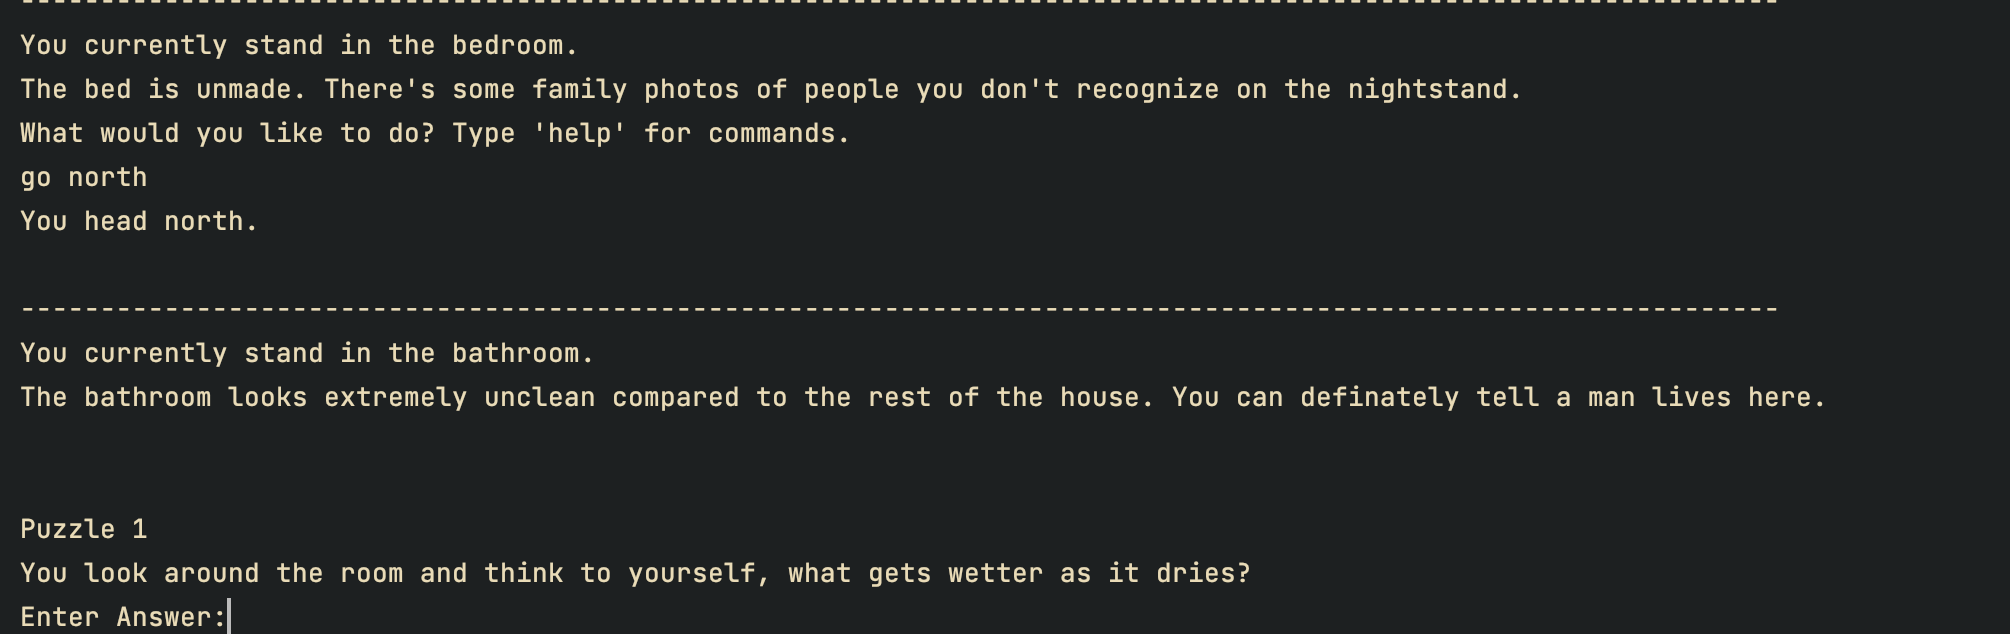 --------------------------------------------------------------------------------------------------------------
You currently stand in the bedroom.
The bed is unmade. There's some family photos of people you don't recognize on the nightstand.
What would you like to do? Type 'help' for commands.
go north
You head north.
--------------------------------------------------------------------------------------------------------------
You currently stand in the bathroom.
The bathroom looks extremely unclean compared to the rest of the house. You can definately tell a man lives here.
Puzzle 1
You look around the room and think to yourself, what gets wetter as it dries?
Enter Answer: